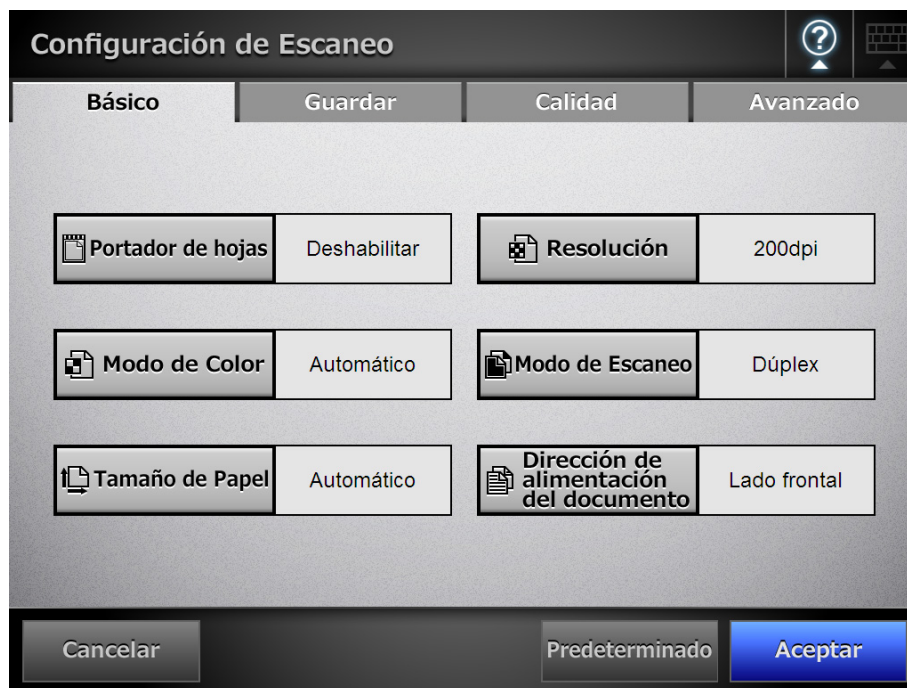 Configuración de Escaneo
?
Básico
Guardar
Calidad
Avanzado
Portador de hojas
Deshabilitar
Resolución
200dpi
Modo de Color
Automático
Modo de Escaneo
Dúplex
Tamaño de Papel
Automático
Dirección de
alimentación
del documento
Lado frontal
Cancelar
Predeterminado
Aceptar